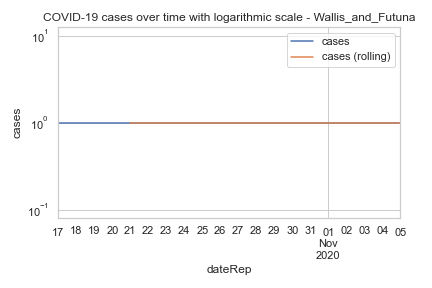 COVID-19 cases over time with logarithmic scale - Wallis_and_Futuna
cases
cases (rolling)
10¹
10⁰
10⁻¹
cases
17 18 19 20 21 22 23 24 25 26 27 28 29 30 31 01 02 03 04 05
Nov
2020
dateRep